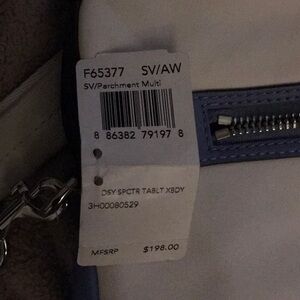 F65377 SV/AW
SV/Parchment Multi
8 86382 79197 8
DSY SPCTR TABLT XBDY
3H00080529
MFSRP $198.00